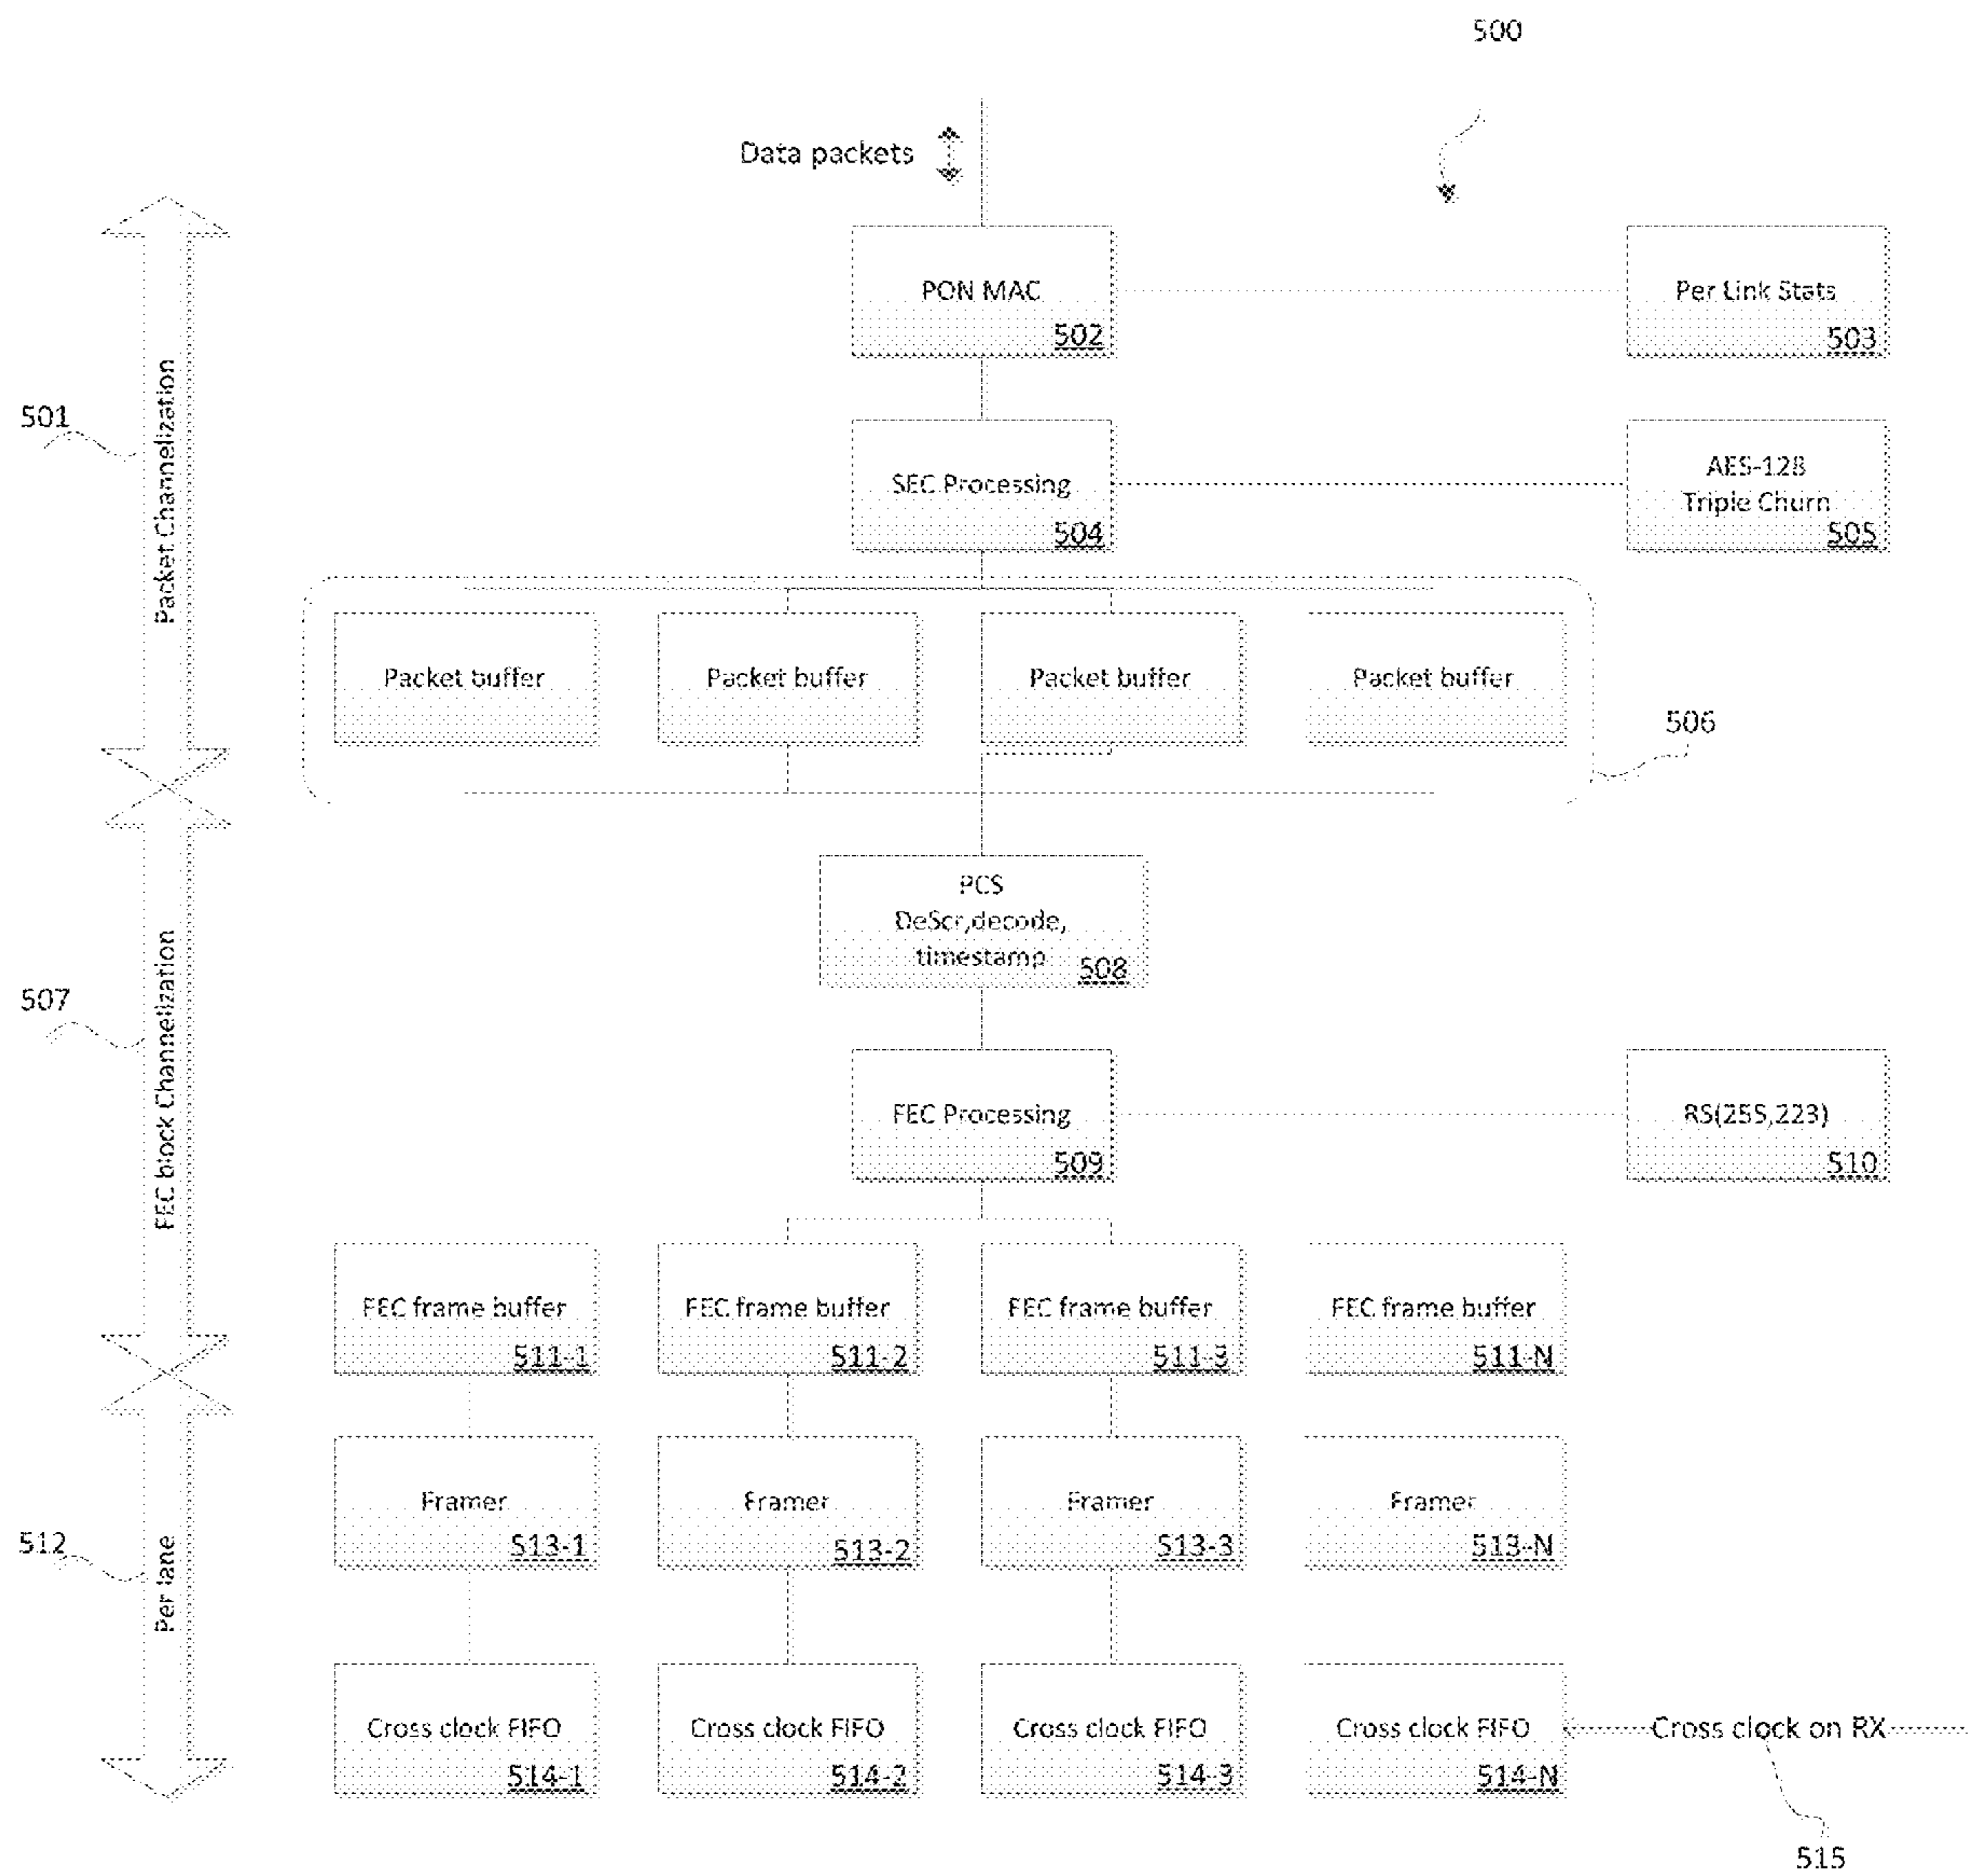 500
Data packets
PON MAC
502
Per Link Stats
503
501
Packet Channelization
SEC Processing
504
AES-128
Triple Churn
505
Packet buffer
Packet buffer
Packet buffer
Packet buffer
506
PCS
DeScr,decode,
timestamp
508
507
FEC block Channelization
FEC Processing
509
RS(255,223)
510
FEC frame buffer
511-1
FEC frame buffer
511-2
FEC frame buffer
511-3
FEC frame buffer
511-N
512
Per lane
Framer
513-1
Framer
513-2
Framer
513-3
Framer
513-N
Cross clock FIFO
514-1
Cross clock FIFO
514-2
Cross clock FIFO
514-3
Cross clock FIFO
514-N
Cross clock on RX
515